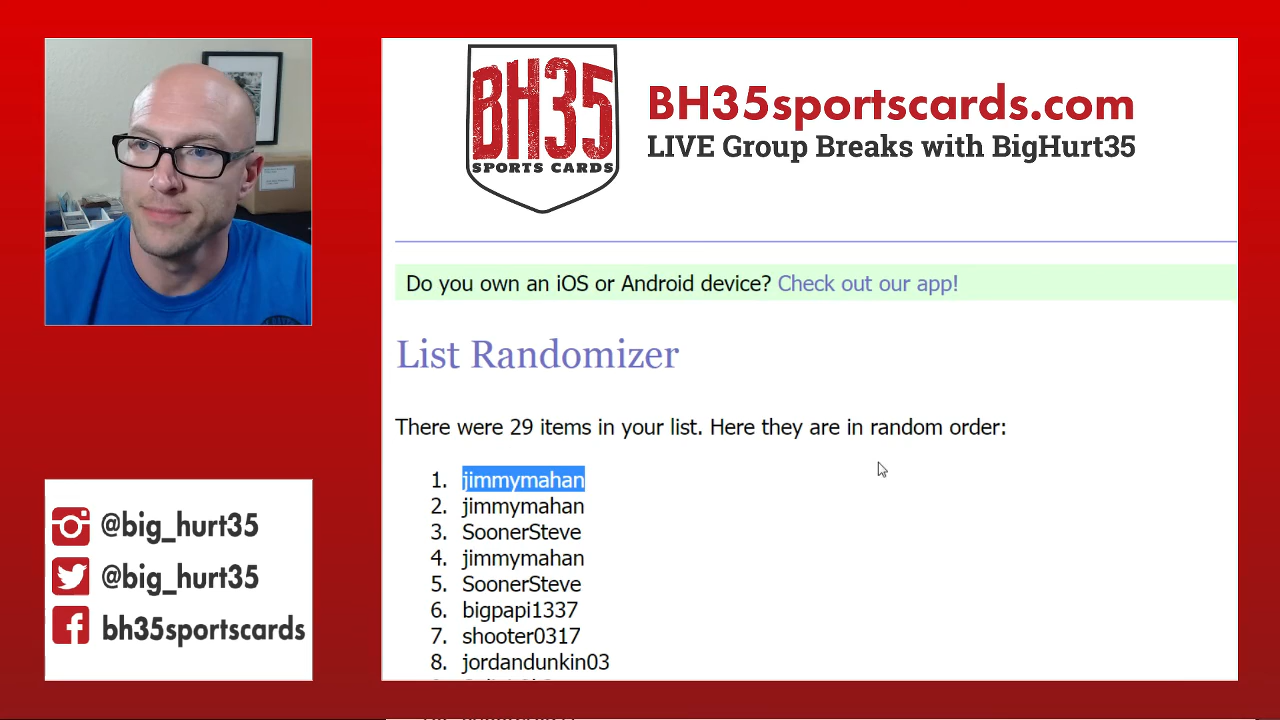 BH35
SPORTS CARDS
BH35sportscards.com
LIVE Group Breaks with BigHurt35
Do you own an iOS or Android device? Check out our app!
List Randomizer
There were 29 items in your list. Here they are in random order:
1. jimmymahan
2. jimmymahan
3. SoonerSteve
4. jimmymahan
5. SoonerSteve
6. bigpapi1337
7. shooter0317
8. jordandunkin03
@big_hurt35
@big_hurt35
bh35sportscards